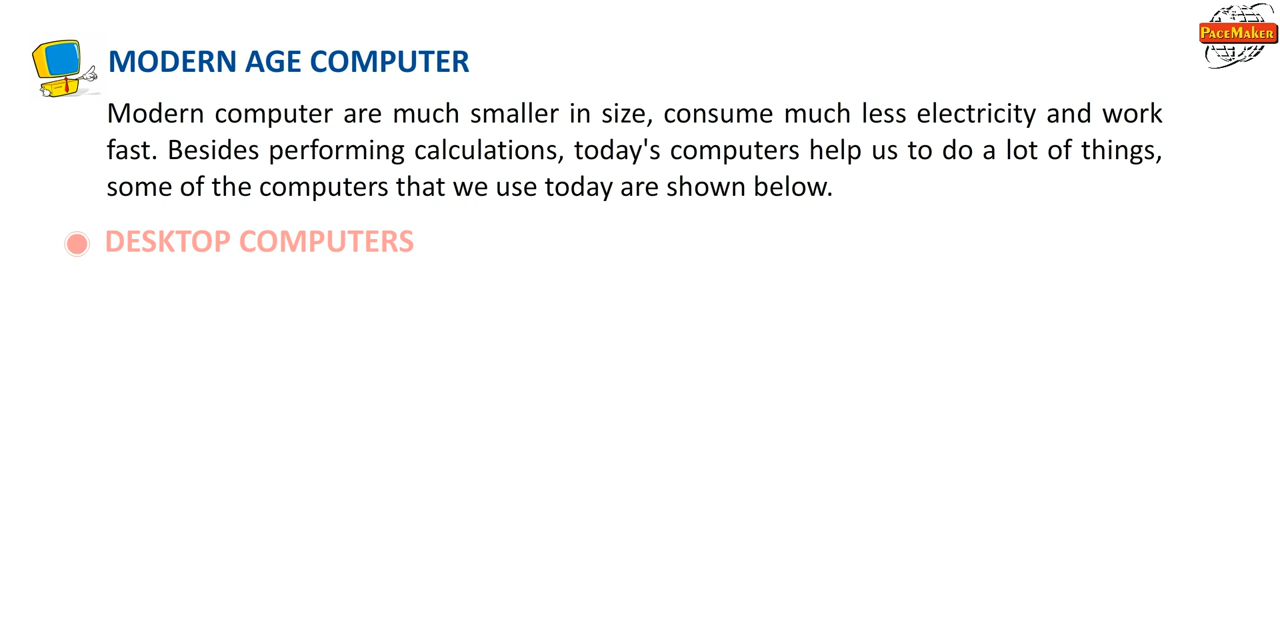 PACEMAKER
MODERN AGE COMPUTER
Modern computer are much smaller in size, consume much less electricity and work
fast. Besides performing calculations, today's computers help us to do a lot of things,
some of the computers that we use today are shown below.
DESKTOP COMPUTERS